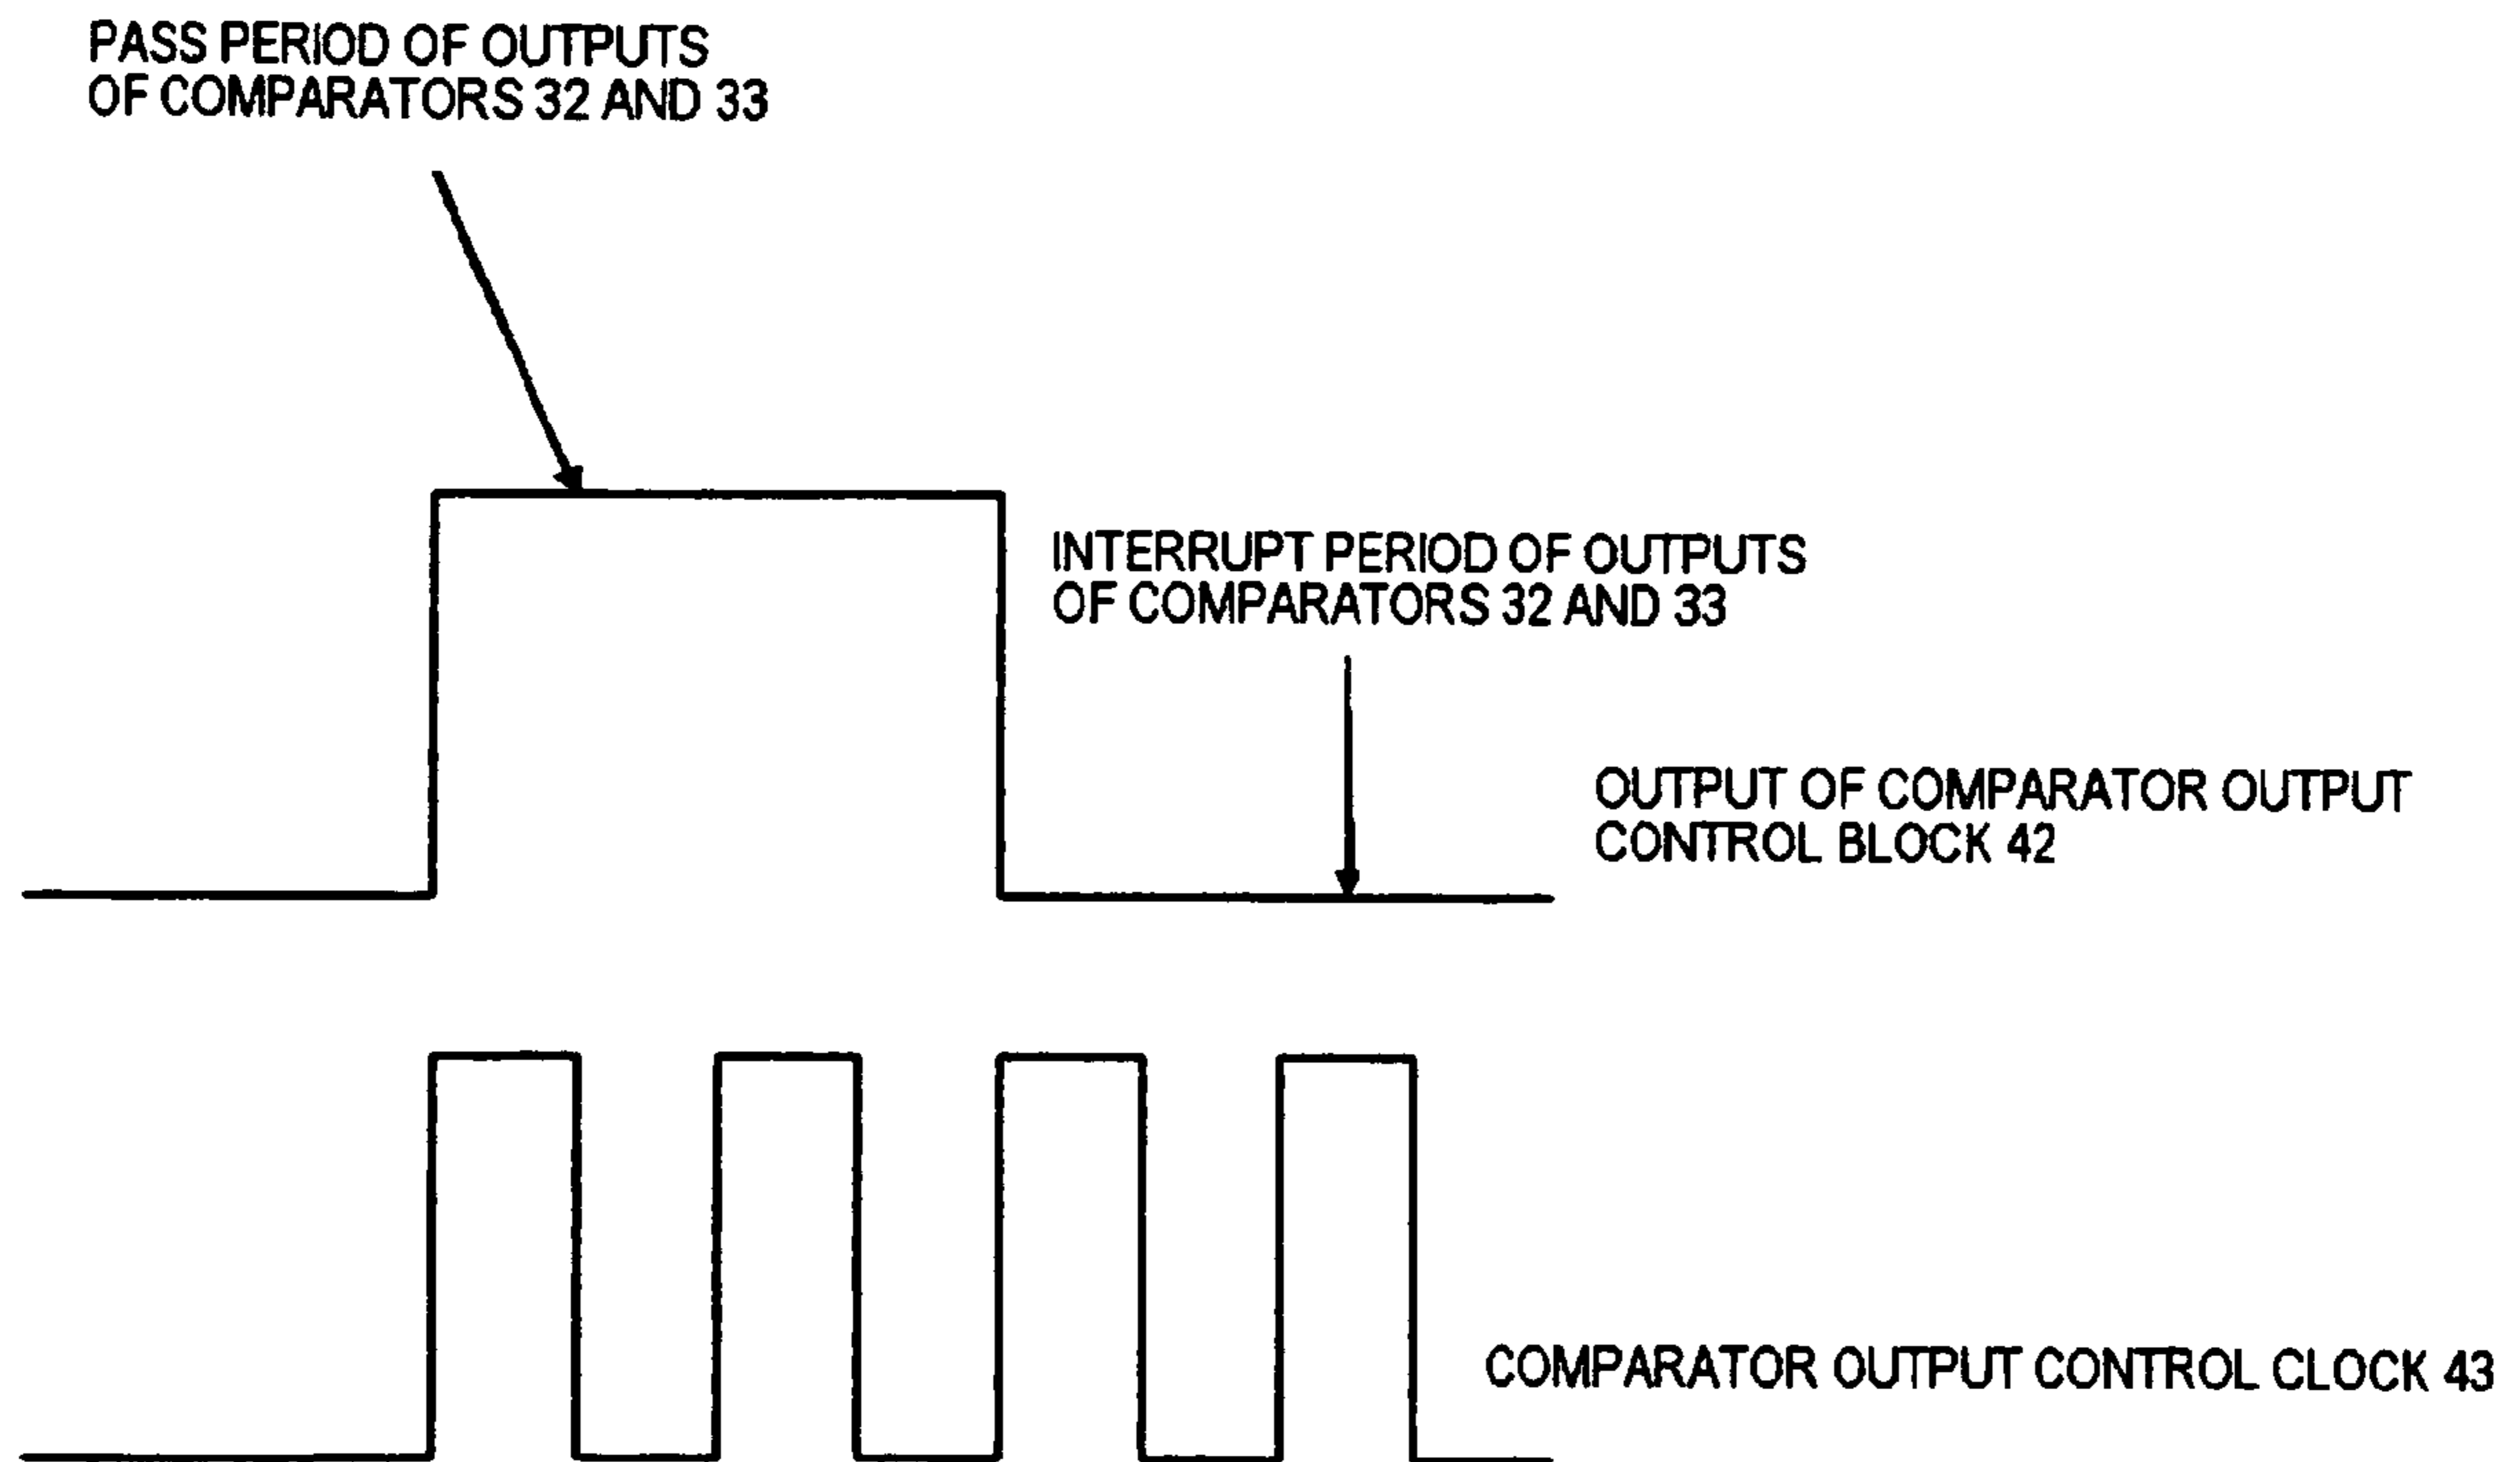 PASS PERIOD OF OUTPUTS
OF COMPARATORS 32 AND 33
INTERRUPT PERIOD OF OUTPUTS
OF COMPARATORS 32 AND 33
OUTPUT OF COMPARATOR OUTPUT
CONTROL BLOCK 42
COMPARATOR OUTPUT CONTROL CLOCK 43